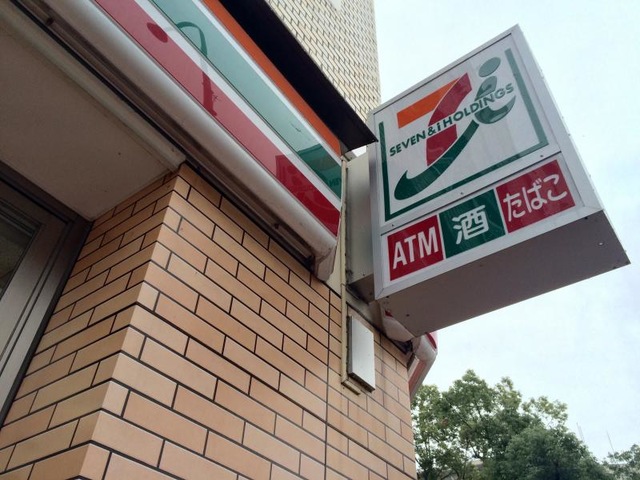 SEVEN & i HOLDINGS
ATM 酒 たばこ